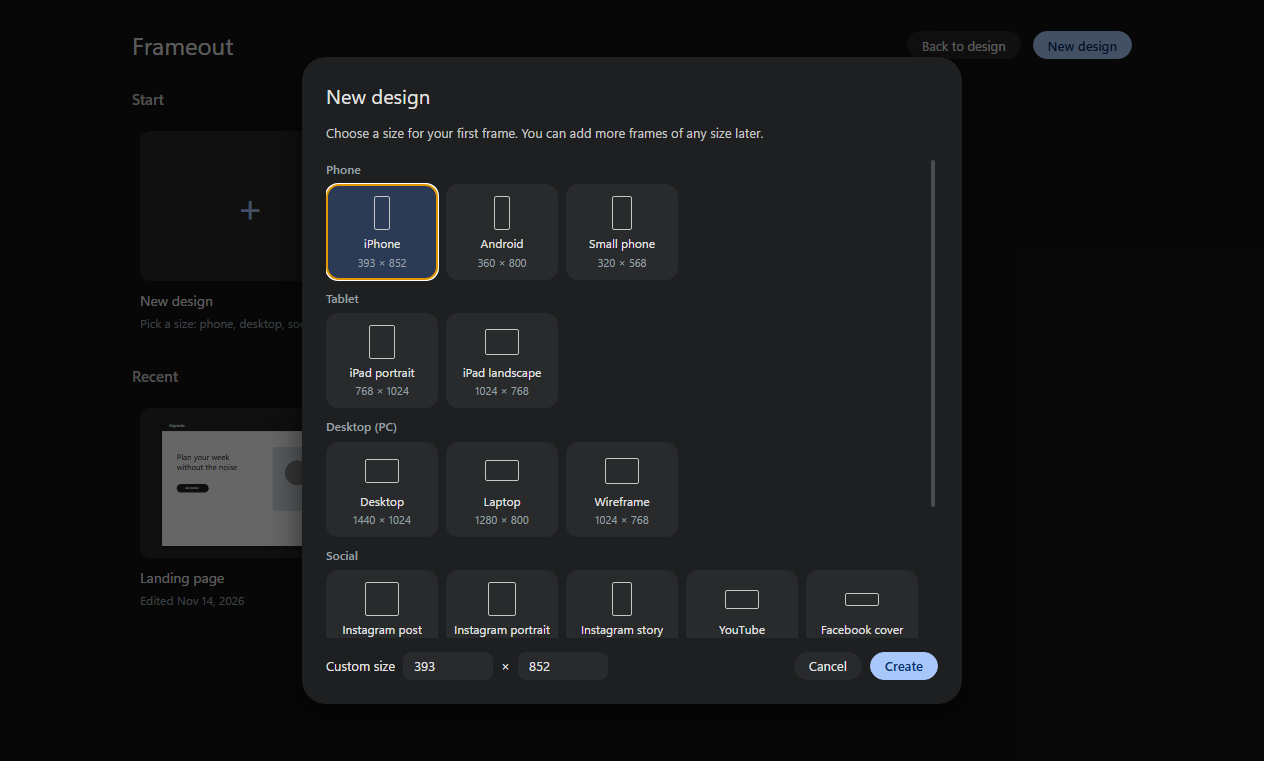 Frameout
Back to design
New design
Start
New design
Pick a size: phone, desktop, soc
Recent
Plan your week
without the noise
Landing page
Edited Nov 14, 2026
New design
Choose a size for your first frame. You can add more frames of any size later.
Phone
iPhone
393 × 852
Android
360 × 800
Small phone
320 × 568
Tablet
iPad portrait
768 × 1024
iPad landscape
1024 × 768
Desktop (PC)
Desktop
1440 × 1024
Laptop
1280 × 800
Wireframe
1024 × 768
Social
Instagram post
Instagram portrait
Instagram story
YouTube
Facebook cover
Custom size 393 × 852
Cancel
Create